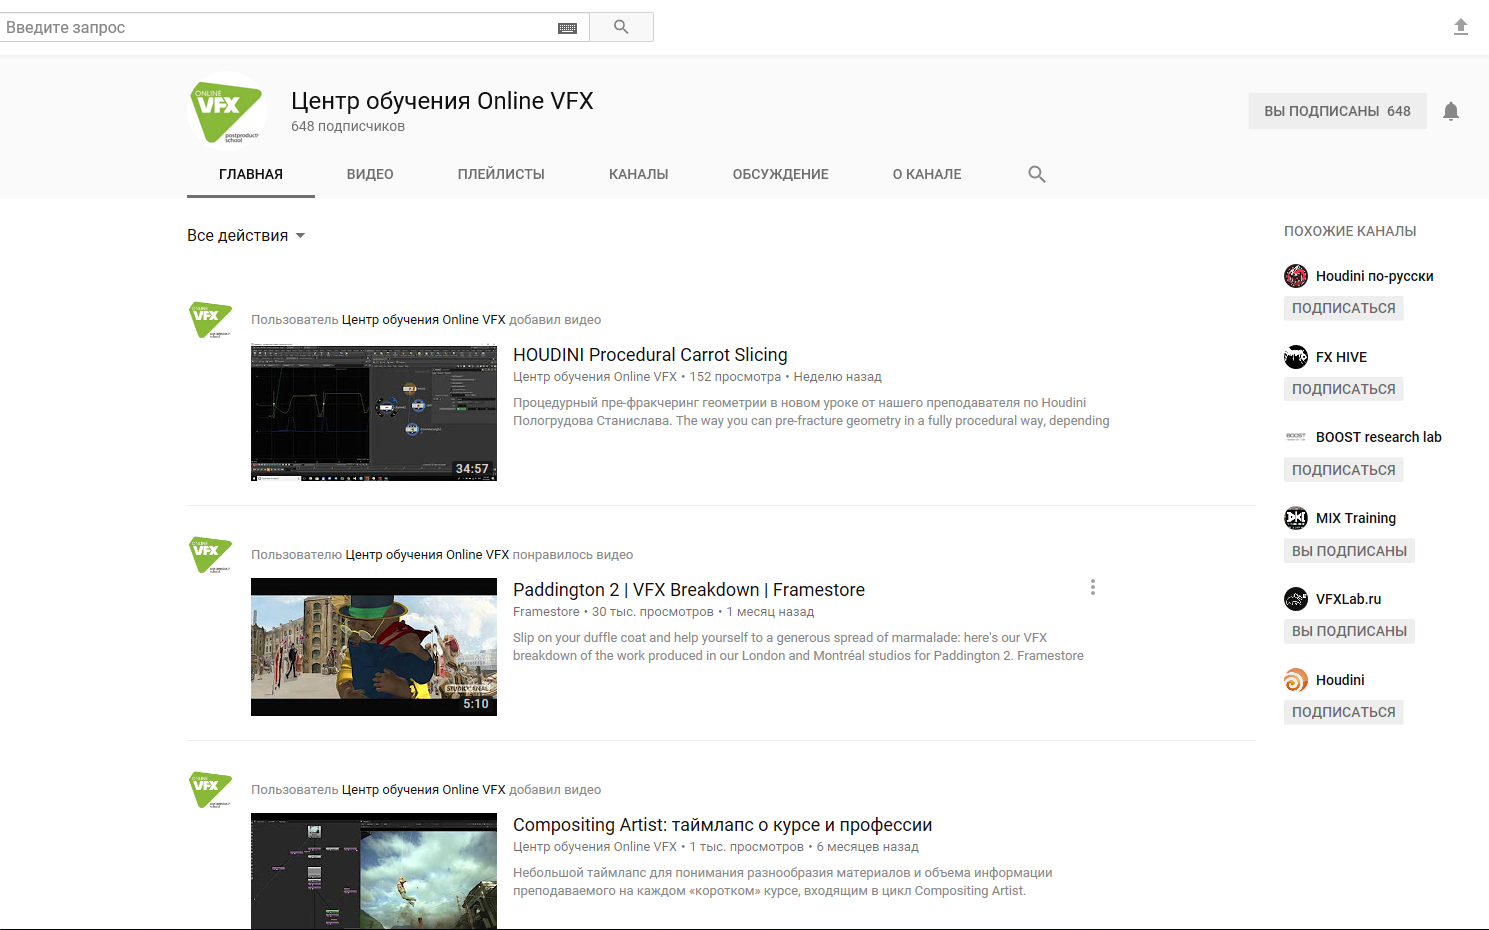 Введите запрос
ONLINE
VFX
postproduction
school
Центр обучения Online VFX
648 подписчиков
ВЫ ПОДПИСАНЫ 648
ГЛАВНАЯ
ВИДЕО
ПЛЕЙЛИСТЫ
КАНАЛЫ
ОБСУЖДЕНИЕ
О КАНАЛЕ
Все действия
VFX
Пользователь Центр обучения Online VFX добавил видео
34:57
HOUDINI Procedural Carrot Slicing
Центр обучения Online VFX • 152 просмотра • Неделю назад
Процедурный пре-фракчеринг геометрии в новом уроке от нашего преподавателя по Houdini
Пологрудова Станислава. The way you can pre-fracture geometry in a fully procedural way, depending
VFX
Пользователю Центр обучения Online VFX понравилось видео
STUDIOCANAL
5:10
Paddington 2 | VFX Breakdown | Framestore
Framestore • 30 тыс. просмотров • 1 месяц назад
Slip on your duffle coat and help yourself to a generous spread of marmalade: here's our VFX
breakdown of the work produced in our London and Montréal studios for Paddington 2. Framestore
VFX
Пользователь Центр обучения Online VFX добавил видео
Compositing Artist: таймлапс о курсе и профессии
Центр обучения Online VFX • 1 тыс. просмотров • 6 месяцев назад
Небольшой таймлапс для понимания разнообразия материалов и объема информации
преподаваемого на каждом «коротком» курсе, входящим в цикл Compositing Artist.
ПОХОЖИЕ КАНАЛЫ
Houdini по-русски
ПОДПИСАТЬСЯ
FX HIVE
ПОДПИСАТЬСЯ
BOOST
BOOST research lab
ПОДПИСАТЬСЯ
MIX Training
ВЫ ПОДПИСАНЫ
VFXLab.ru
ВЫ ПОДПИСАНЫ
Houdini
ПОДПИСАТЬСЯ